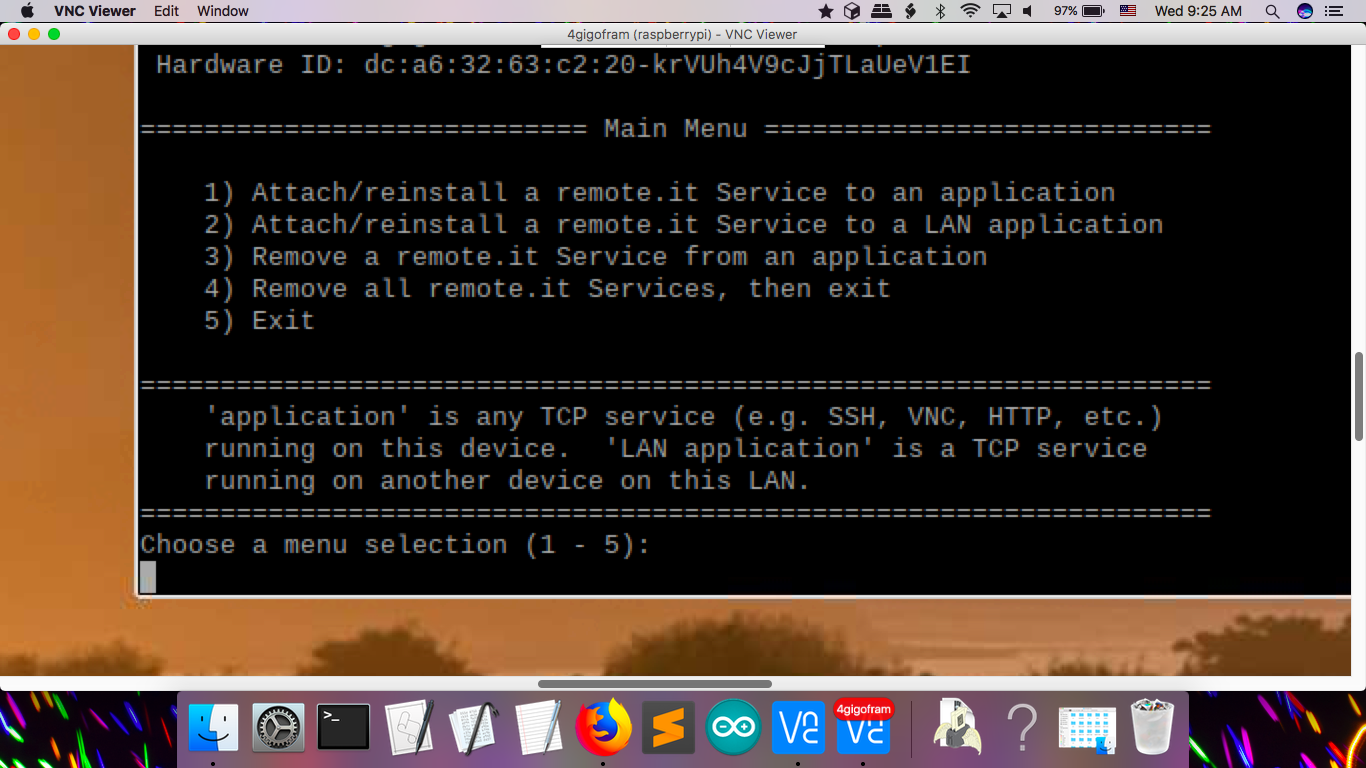 VNC Viewer Edit Window 97% Wed 9:25 AM
4gigofram (raspberrypi) - VNC Viewer
Hardware ID: dc:a6:32:63:c2:20-krVUh4V9cJjTLaUeV1EI
============================ Main Menu ============================
1) Attach/reinstall a remote.it Service to an application
2) Attach/reinstall a remote.it Service to a LAN application
3) Remove a remote.it Service from an application
4) Remove all remote.it Services, then exit
5) Exit
===================================================================
'application' is any TCP service (e.g. SSH, VNC, HTTP, etc.)
running on this device.  'LAN application' is a TCP service
running on another device on this LAN.
===================================================================
Choose a menu selection (1 - 5):
4gigofram
>_
VC
VC
?